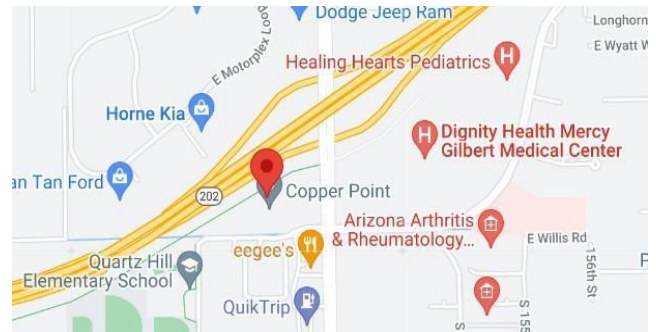 Dodge Jeep Ram
Longhorn
E Wyatt W
E Motorplex Loop
Healing Hearts Pediatrics
Horne Kia
Dignity Health Mercy
Gilbert Medical Center
an Tan Ford
202
Copper Point
Arizona Arthritis
& Rheumatology...
E Willis Rd
eegee's
Quartz Hill
Elementary School
156th St
QuikTrip
S 155
S